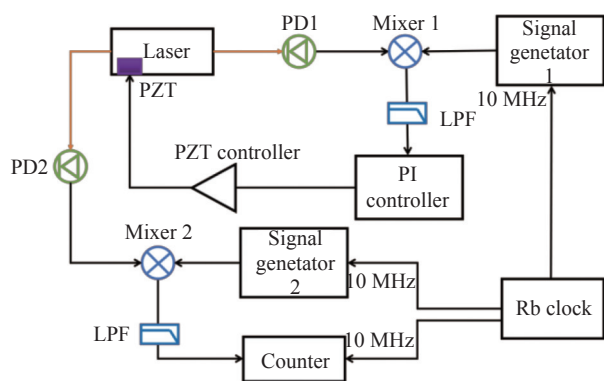 PD1
Mixer 1
Signal
genetator
1
Laser
PZT
10 MHz
LPF
PZT controller
PD2
PI
controller
Mixer 2
Signal
genetator
2
10 MHz
Rb clock
LPF
10 MHz
Counter